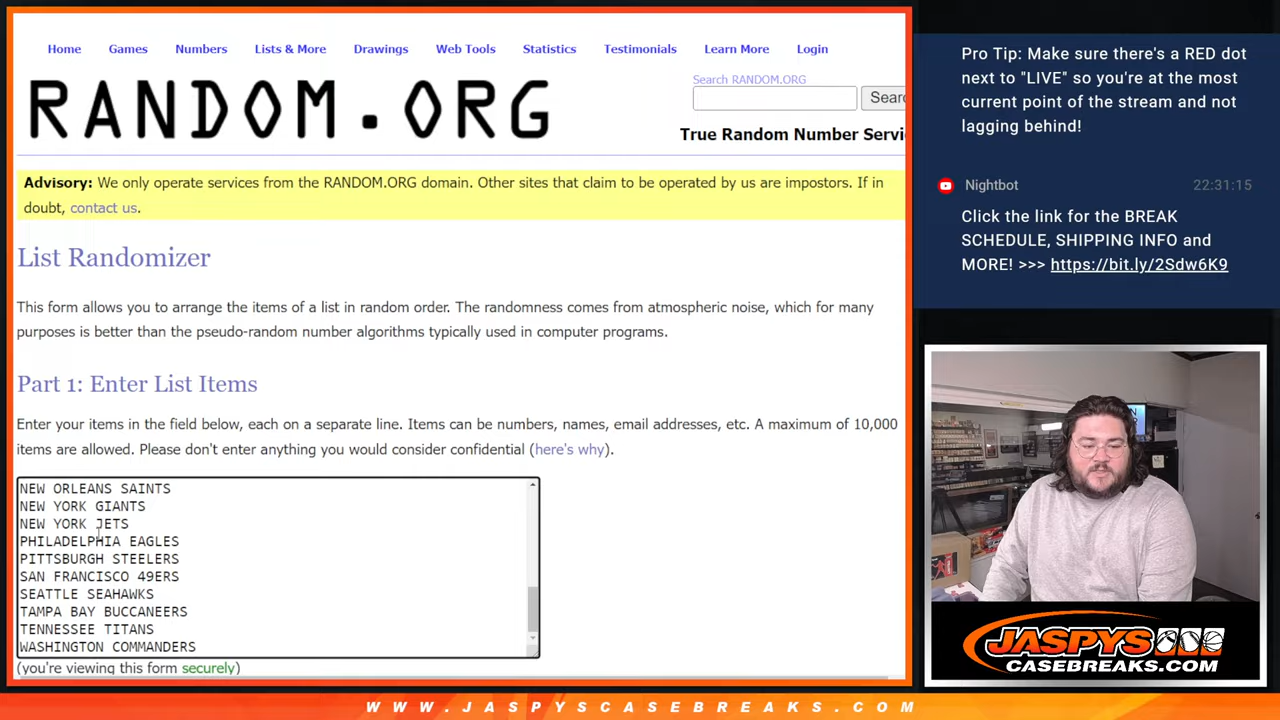 Home Games Numbers Lists & More Drawings Web Tools Statistics Testimonials Learn More Login
RANDOM.ORG
Search RANDOM.ORG
True Random Number Servi
Advisory: We only operate services from the RANDOM.ORG domain. Other sites that claim to be operated by us are impostors. If in
doubt, contact us.
List Randomizer
This form allows you to arrange the items of a list in random order. The randomness comes from atmospheric noise, which for many
purposes is better than the pseudo-random number algorithms typically used in computer programs.
Part 1: Enter List Items
Enter your items in the field below, each on a separate line. Items can be numbers, names, email addresses, etc. A maximum of 10,000
items are allowed. Please don't enter anything you would consider confidential (here's why).
NEW ORLEANS SAINTS
NEW YORK GIANTS
NEW YORK JETS
PHILADELPHIA EAGLES
PITTSBURGH STEELERS
SAN FRANCISCO 49ERS
SEATTLE SEAHAWKS
TAMPA BAY BUCCANEERS
TENNESSEE TITANS
WASHINGTON COMMANDERS
(you're viewing this form securely)
Pro Tip: Make sure there's a RED dot
next to "LIVE" so you're at the most
current point of the stream and not
lagging behind!
Nightbot 22:31:15
Click the link for the BREAK
SCHEDULE, SHIPPING INFO and
MORE! >>> https://bit.ly/2Sdw6K9
JASPYS
CASEBREAKS.COM
WWW.JASPYSCASEBREAKS.COM